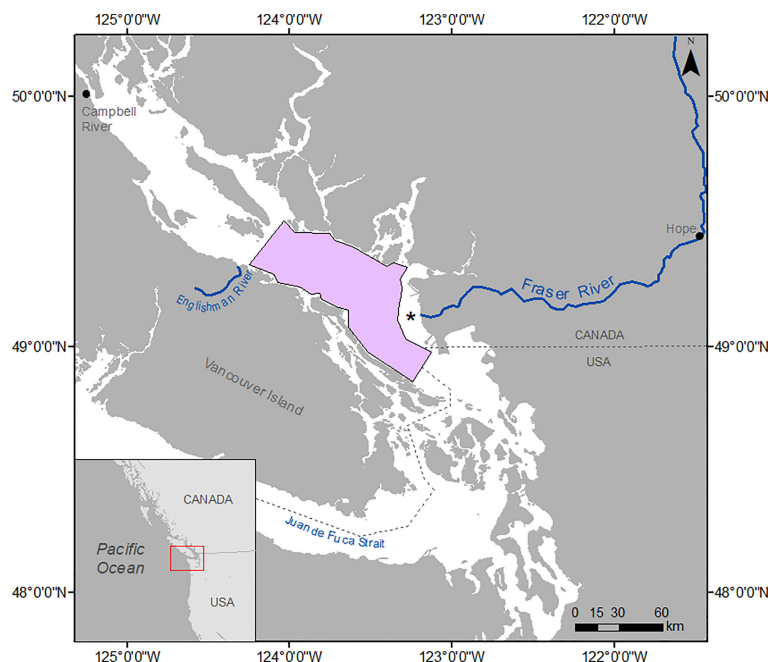 125°0'0"W 124°0'0"W 123°0'0"W 122°0'0"W
N
50°0'0"N 50°0'0"N
Campbell
River
Hope
Fraser River
Englishman River
*
CANADA
49°0'0"N 49°0'0"N
USA
Vancouver Island
CANADA
Juan de Fuca Strait
Pacific
Ocean
USA
48°0'0"N 48°0'0"N
0 15 30 60
km
125°0'0"W 124°0'0"W 123°0'0"W 122°0'0"W